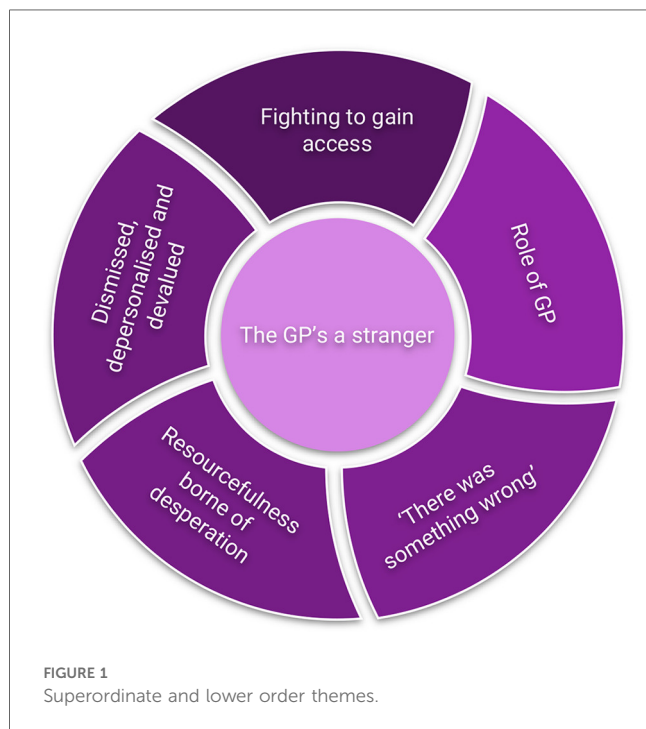 Fighting to gain
access
Role of GP
'There was
something wrong'
Resourcefulness
borne of
desperation
Dismissed,
depersonalised and
devalued
The GP's a stranger
FIGURE 1
Superordinate and lower order themes.